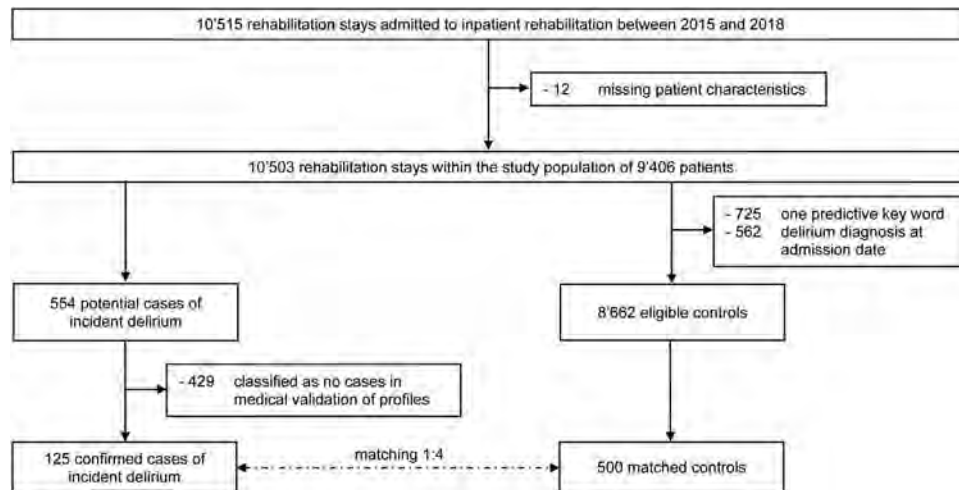 10'515 rehabilitation stays admitted to inpatient rehabilitation between 2015 and 2018
- 12 missing patient characteristics
10'503 rehabilitation stays within the study population of 9'406 patients
- 725 one predictive key word
- 562 delirium diagnosis at
admission date
554 potential cases of
incident delirium
8'662 eligible controls
- 429 classified as no cases in
medical validation of profiles
125 confirmed cases of
incident delirium
matching 1:4
500 matched controls